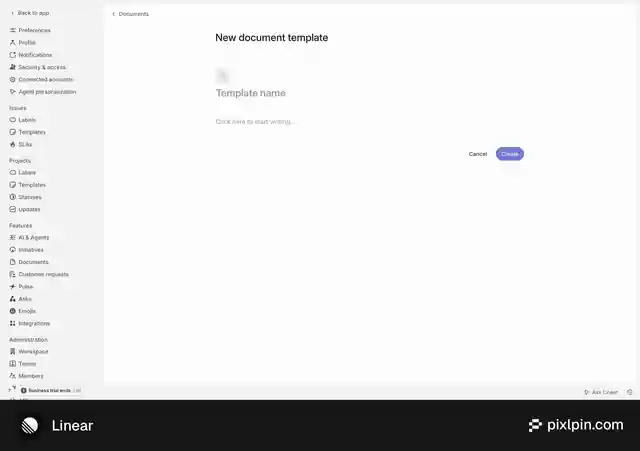 Back to app
Preferences
Profile
Notifications
Security & access
Connected accounts
Agent personalization
Issues
Labels
Templates
SLAs
Projects
Labels
Templates
Statuses
Updates
Features
AI & Agents
Initiatives
Documents
Customer requests
Pulse
Asks
Emojis
Integrations
Administration
Workspace
Teams
Members
Business trial ends
Documents
New document template
Template name
Click here to start writing...
Cancel
Create
Ask Linear
Linear
pixlpin.com